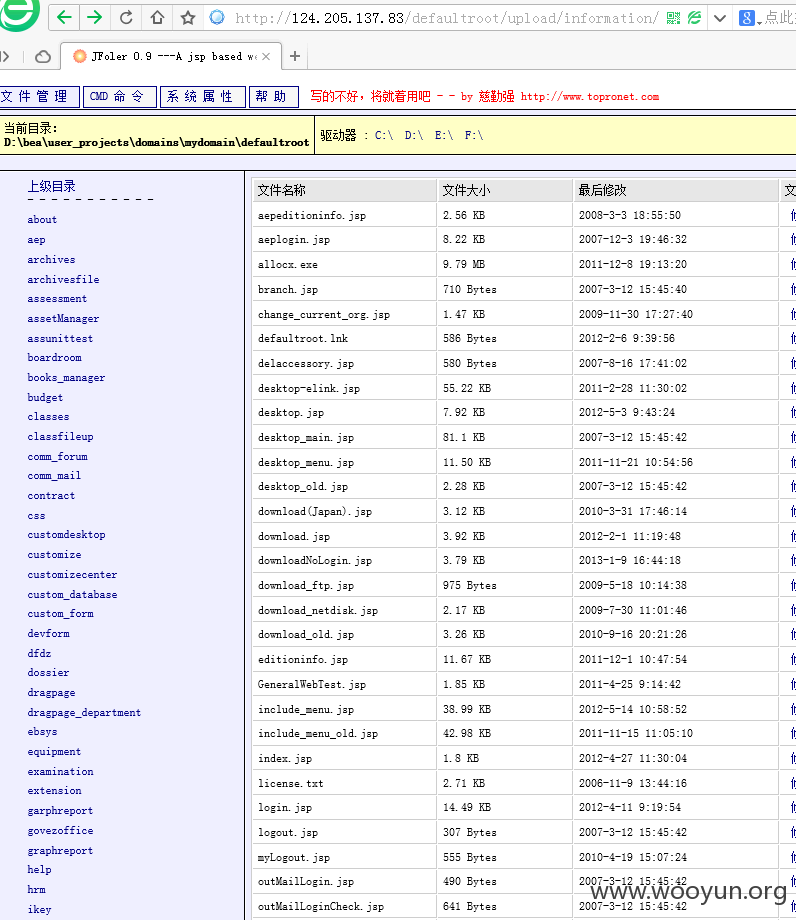 http://124.205.137.83/defaultroot/upload/information/
8
点此
JFoler 0.9 ---A jsp based we
文件管理 CMD 命令 系统属性 帮助 写的不好，将就着用吧 - - by 慈勤强 http://www.topronet.com
当前目录:
D:\bea\user_projects\domains\mydomain\defaultroot
驱动器 : C:\ D:\ E:\ F:\
上级目录
- - - - - - - - - - -
about
aep
archives
archivesfile
assessment
assetManager
assunittest
boardroom
books_manager
budget
classes
classfileup
comm_forum
comm_mail
contract
css
customdesktop
customize
customizecenter
custom_database
custom_form
devform
dfdz
dossier
dragpage
dragpage_department
ebsys
equipment
examination
extension
garphreport
govezoffice
graphreport
help
hrm
ikey
文件名称 文件大小 最后修改 文
aepeditioninfo.jsp 2.56 KB 2008-3-3 18:55:50
aeplogin.jsp 8.22 KB 2007-12-3 19:46:32
allocx.exe 9.79 MB 2011-12-8 19:13:20
branch.jsp 710 Bytes 2007-3-12 15:45:40
change_current_org.jsp 1.47 KB 2009-11-30 17:27:40
defaultroot.lnk 586 Bytes 2012-2-6 9:39:56
delaccessory.jsp 580 Bytes 2007-8-16 17:41:02
desktop-elink.jsp 55.22 KB 2011-2-28 11:30:02
desktop.jsp 7.92 KB 2012-5-3 9:43:24
desktop_main.jsp 81.1 KB 2007-3-12 15:45:42
desktop_menu.jsp 11.50 KB 2011-11-21 10:54:56
desktop_old.jsp 2.28 KB 2007-3-12 15:45:42
download(Japan).jsp 3.12 KB 2010-3-31 17:46:14
download.jsp 3.92 KB 2012-2-1 11:19:48
downloadNoLogin.jsp 3.79 KB 2013-1-9 16:44:18
download_ftp.jsp 975 Bytes 2009-5-18 10:14:38
download_netdisk.jsp 2.17 KB 2009-7-30 11:01:46
download_old.jsp 3.26 KB 2010-9-16 20:21:26
editioninfo.jsp 11.67 KB 2011-12-1 10:47:54
GeneralWebTest.jsp 1.85 KB 2011-4-25 9:14:42
include_menu.jsp 38.99 KB 2012-5-14 10:58:52
include_menu_old.jsp 42.98 KB 2011-11-15 11:05:10
index.jsp 1.8 KB 2012-4-27 11:30:04
license.txt 2.71 KB 2006-11-9 13:44:16
login.jsp 14.49 KB 2012-4-11 9:19:54
logout.jsp 307 Bytes 2007-3-12 15:45:42
myLogout.jsp 555 Bytes 2010-4-19 15:07:24
outMailLogin.jsp 490 Bytes 2007-3-12 15:45:42
outMailLoginCheck.jsp 641 Bytes 2007-3-12 15:45:42
www.wooyun.org